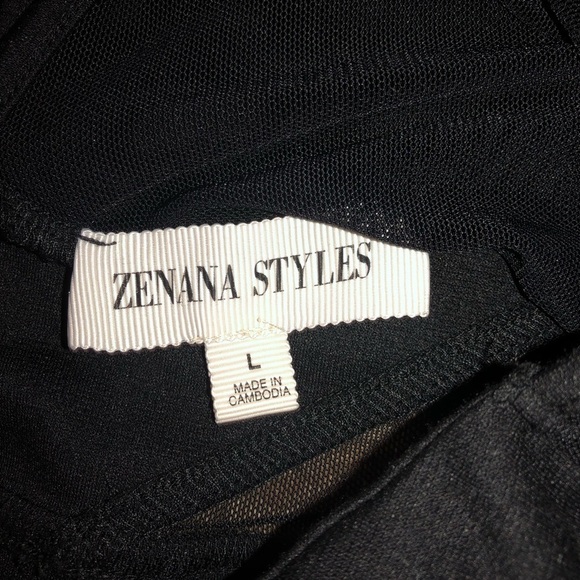 ZENANA STYLES
L
MADE IN
CAMBODIA